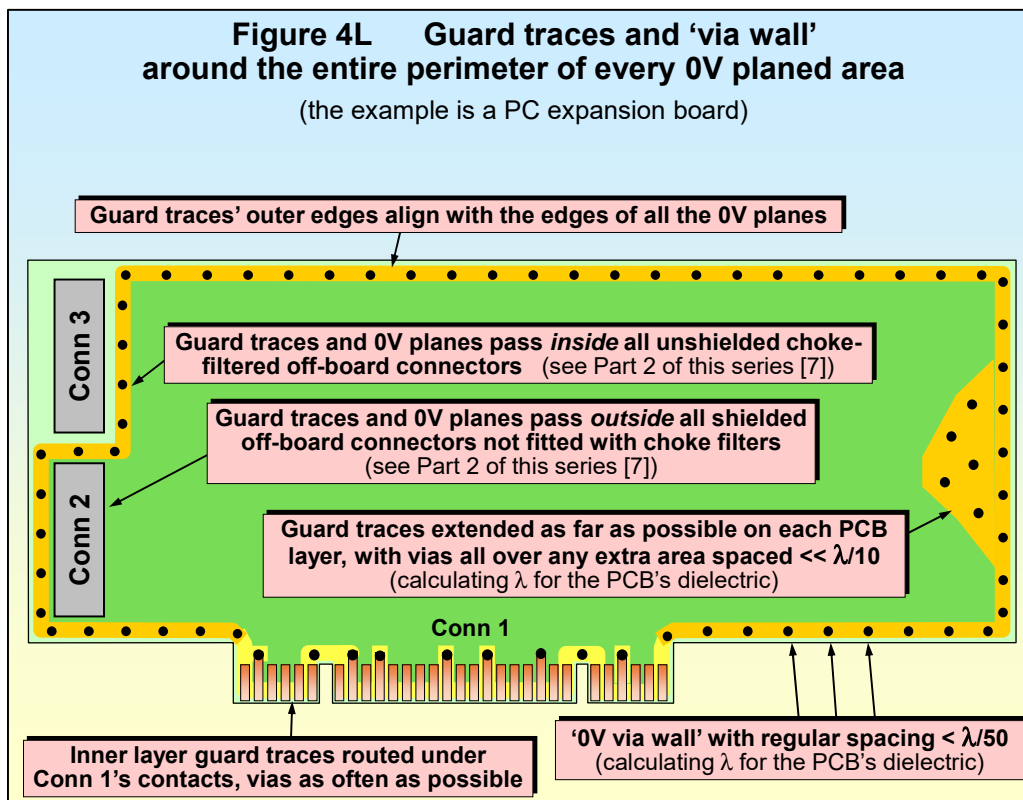 Figure 4L Guard traces and ‘via wall’
around the entire perimeter of every 0V planed area
(the example is a PC expansion board)
Guard traces’ outer edges align with the edges of all the 0V planes
Conn 3
Guard traces and 0V planes pass inside all unshielded choke-
filtered off-board connectors (see Part 2 of this series [7])
Guard traces and 0V planes pass outside all shielded
off-board connectors not fitted with choke filters
(see Part 2 of this series [7])
Conn 2
Guard traces extended as far as possible on each PCB
layer, with vias all over any extra area spaced << λ/10
(calculating λ for the PCB’s dielectric)
Conn 1
Inner layer guard traces routed under
Conn 1’s contacts, vias as often as possible
‘0V via wall’ with regular spacing < λ/50
(calculating λ for the PCB’s dielectric)